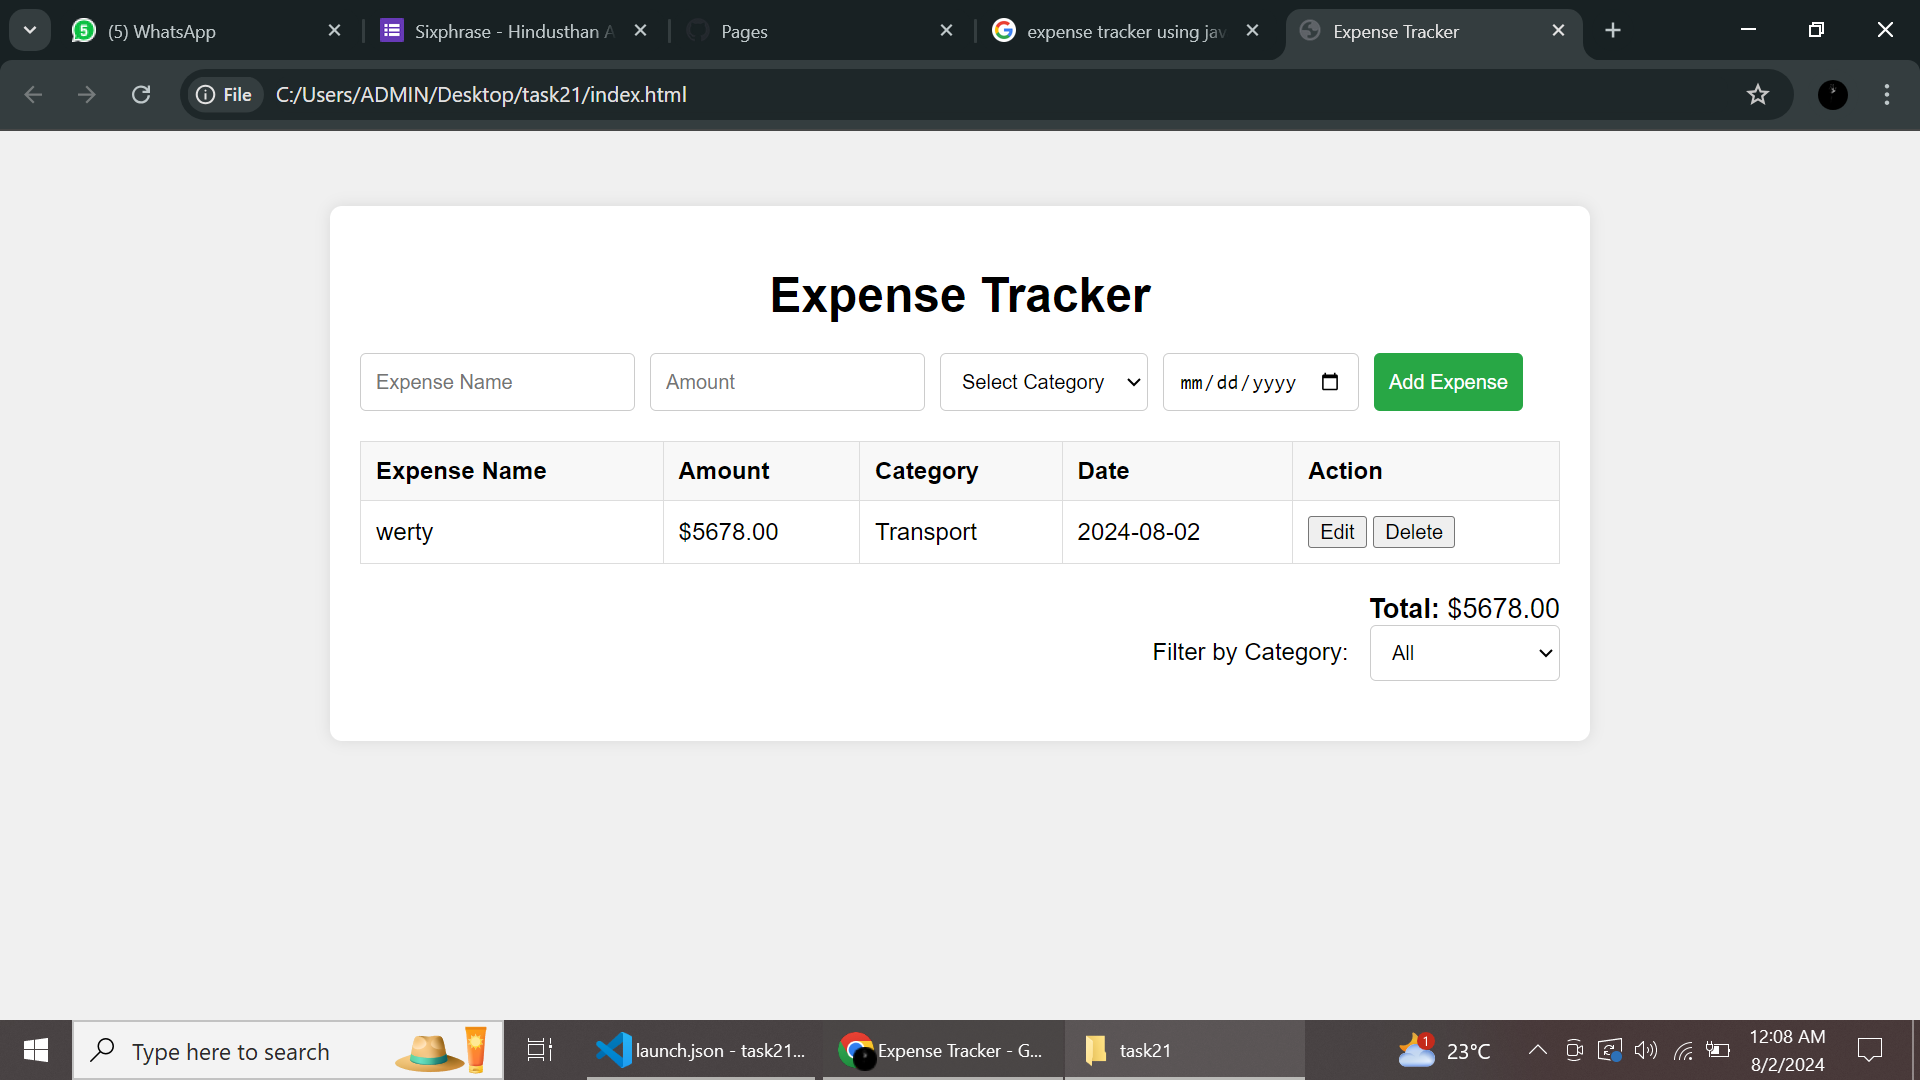 5 (5) WhatsApp
Sixphrase - Hindusthan A
Pages
expense tracker using jav
Expense Tracker
File C:/Users/ADMIN/Desktop/task21/index.html
Expense Tracker
Expense Name Amount Select Category mm/dd/yyyy Add Expense
Expense Name Amount Category Date Action
werty $5678.00 Transport 2024-08-02 Edit Delete
Total: $5678.00
Filter by Category: All
Type here to search
launch.json - task21...
Expense Tracker - G...
task21
1 23°C
12:08 AM
8/2/2024